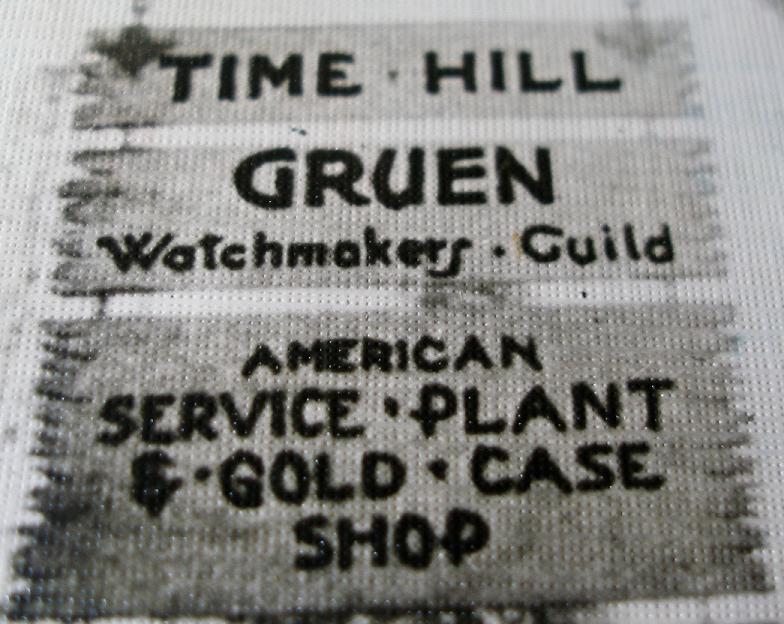 TIME · HILL
GRUEN
Watchmakers · Guild
AMERICAN
SERVICE · PLANT
& · GOLD · CASE
SHOP